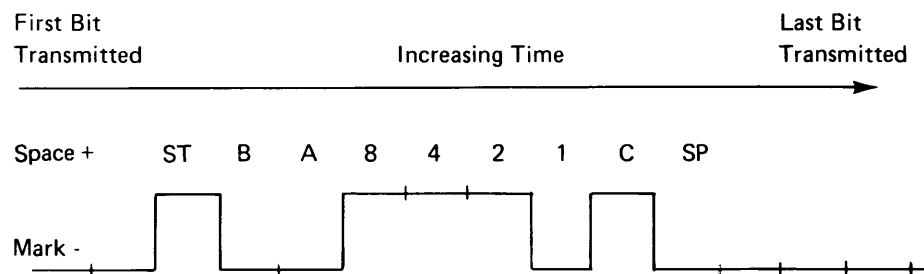 First Bit
Transmitted
Increasing Time
Last Bit
Transmitted
Space + ST B A 8 4 2 1 C SP
Mark -